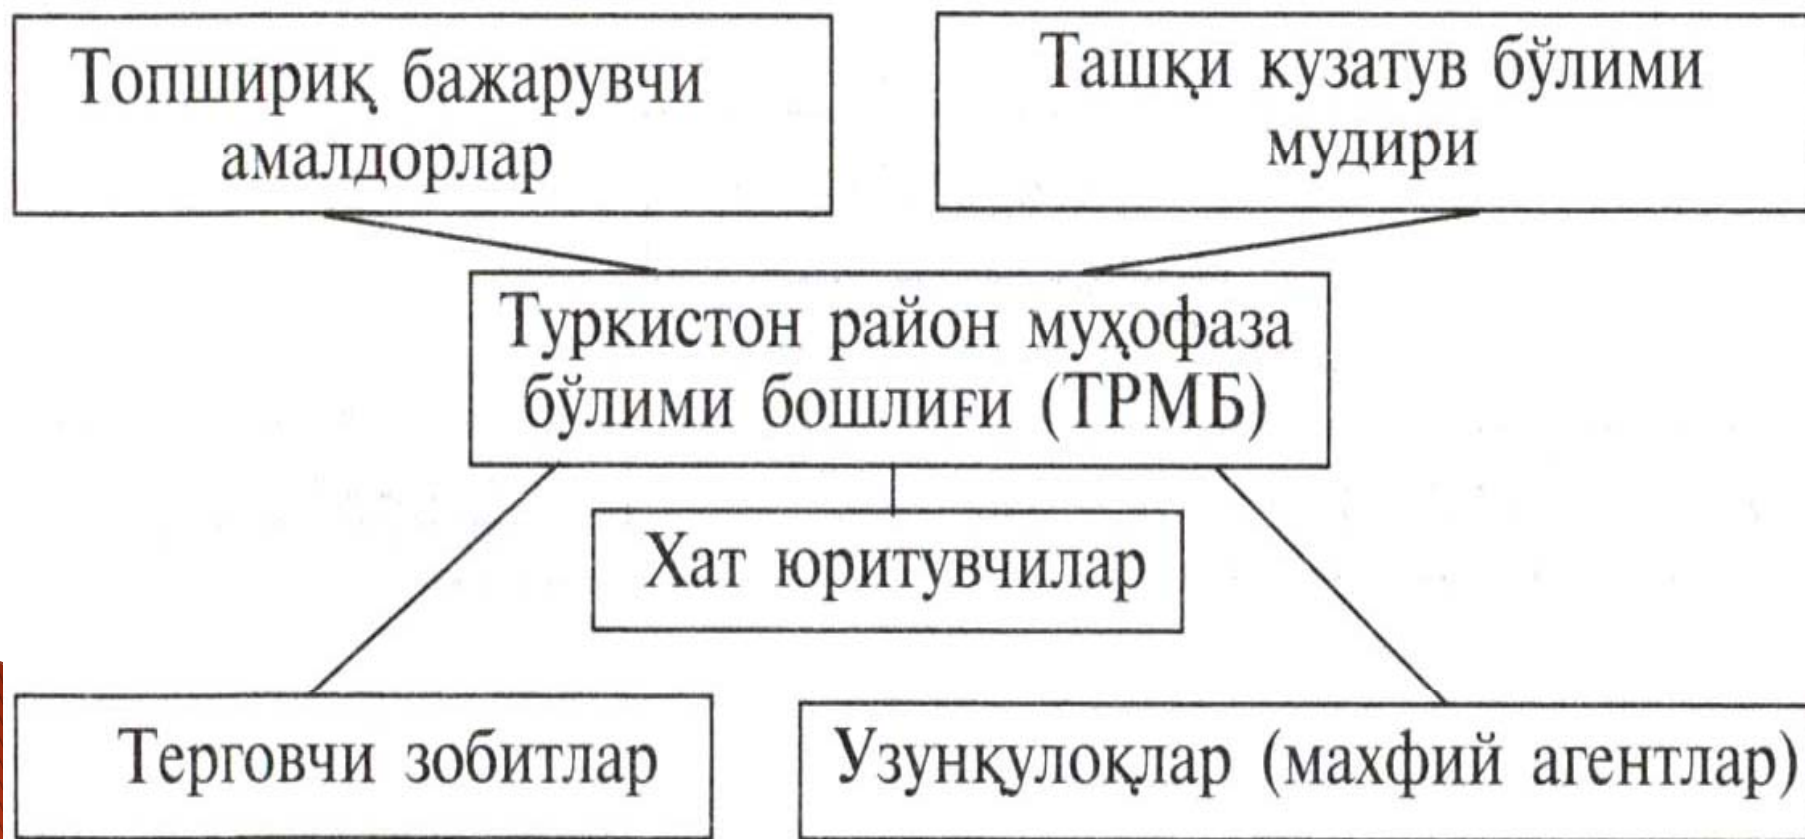 Топшириқ бажарувчи
амалдорлар
Ташқи кузатув бўлими
мудири
Туркистон район муҳофаза
бўлими бошлиғи (ТРМБ)
Хат юритувчилар
Терговчи зобитлар
Узунқулоқлар (махфий агентлар)